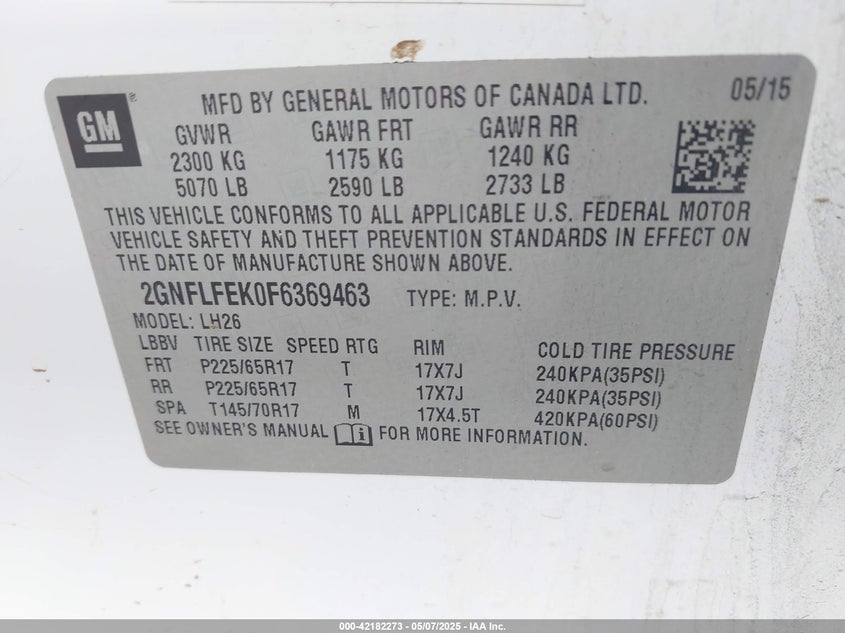 GM
®
MFD BY GENERAL MOTORS OF CANADA LTD. 05/15
GVWR GAWR FRT GAWR RR
2300 KG 1175 KG 1240 KG
5070 LB 2590 LB 2733 LB
THIS VEHICLE CONFORMS TO ALL APPLICABLE U.S. FEDERAL MOTOR
VEHICLE SAFETY AND THEFT PREVENTION STANDARDS IN EFFECT ON
THE DATE OF MANUFACTURE SHOWN ABOVE.
2GNFLFEK0F6369463 TYPE: M.P.V.
MODEL: LH26
LBBV TIRE SIZE SPEED RTG RIM COLD TIRE PRESSURE
FRT P225/65R17 T 17X7J 240KPA(35PSI)
RR P225/65R17 T 17X7J 240KPA(35PSI)
SPA T145/70R17 M 17X4.5T 420KPA(60PSI)
SEE OWNER'S MANUAL FOR MORE INFORMATION.
000-42182273 - 05/07/2025 - IAA Inc.